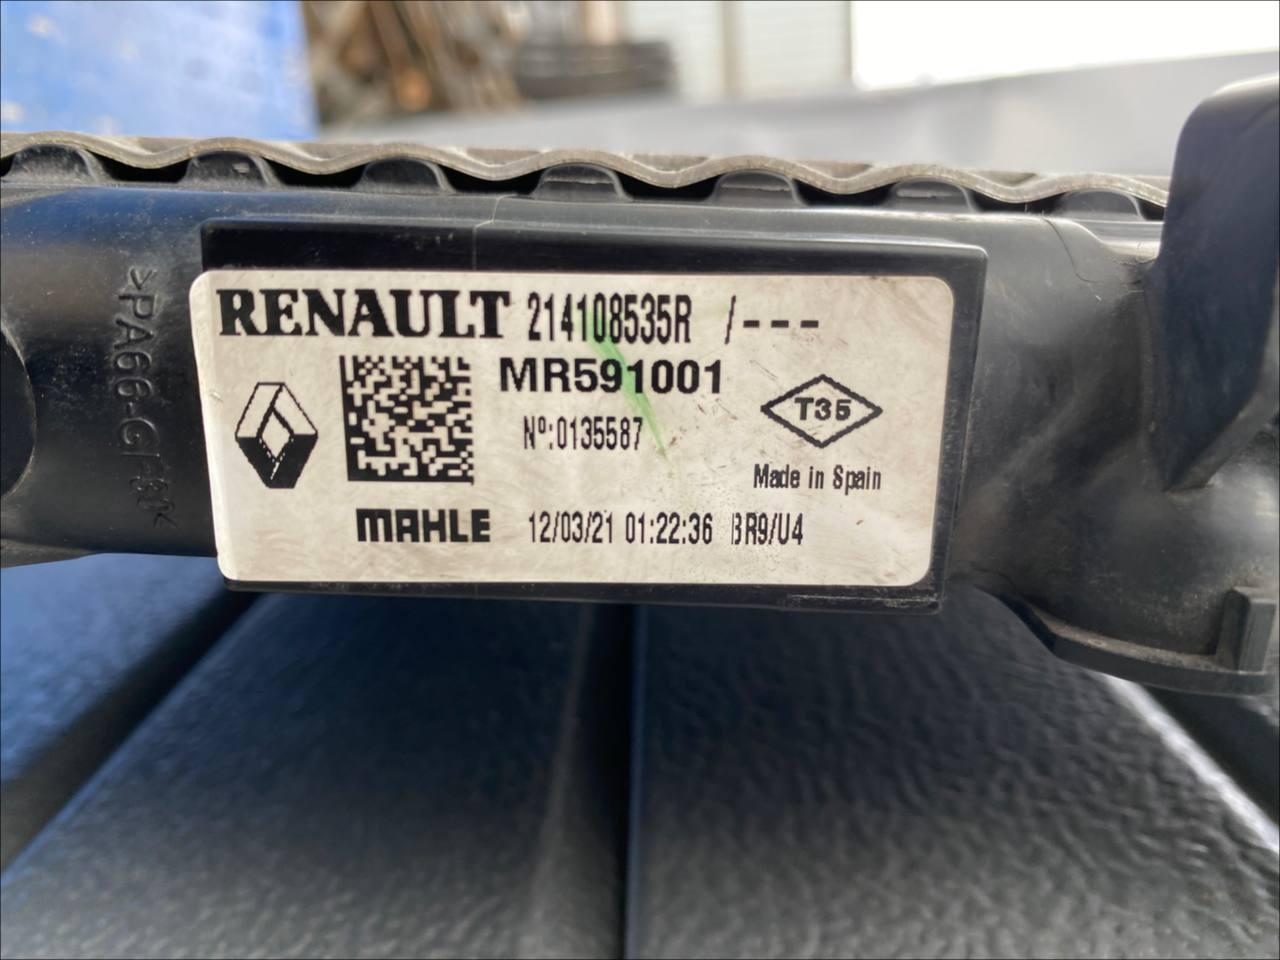 RENAULT 214108535R /---
MR591001
Nº:0135587
T35
Made in Spain
MAHLE 12/03/21 01:22:36 BR9/U4
>PA66-GF30<